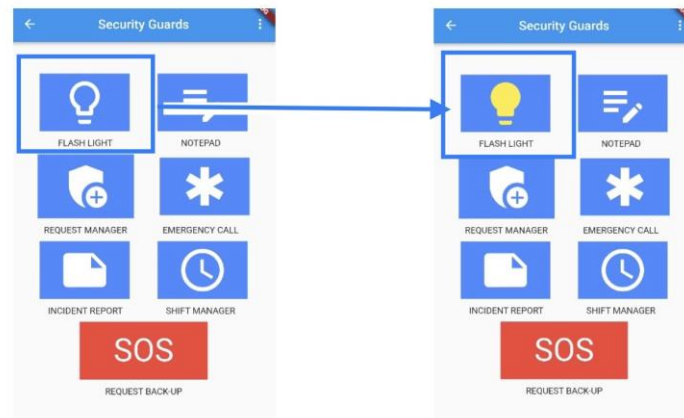 Security Guards
FLASH LIGHT
NOTEPAD
REQUEST MANAGER
EMERGENCY CALL
INCIDENT REPORT
SHIFT MANAGER
SOS
REQUEST BACK-UP
Security Guards
FLASH LIGHT
NOTEPAD
REQUEST MANAGER
EMERGENCY CALL
INCIDENT REPORT
SHIFT MANAGER
SOS
REQUEST BACK-UP